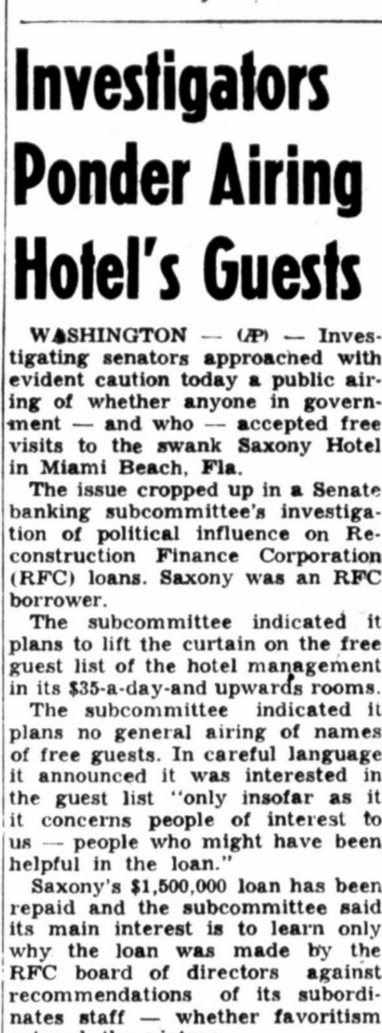 Investigators
Ponder Airing
Hotel's Guests
WASHINGTON — (AP) — Inves-
tigating senators approached with
evident caution today a public air-
ing of whether anyone in govern-
ment — and who — accepted free
visits to the swank Saxony Hotel
in Miami Beach, Fla.
The issue cropped up in a Senate
banking subcommittee's investiga-
tion of political influence on Re-
construction Finance Corporation
(RFC) loans. Saxony was an RFC
borrower.
The subcommittee indicated it
plans to lift the curtain on the free
guest list of the hotel management
in its $35-a-day-and upwards rooms.
The subcommittee indicated it
plans no general airing of names
of free guests. In careful language
it announced it was interested in
the guest list "only insofar as it
it concerns people of interest to
us — people who might have been
helpful in the loan."
Saxony's $1,500,000 loan has been
repaid and the subcommittee said
its main interest is to learn only
why the loan was made by the
RFC board of directors against
recommendations of its subordi-
nates staff — whether favoritism